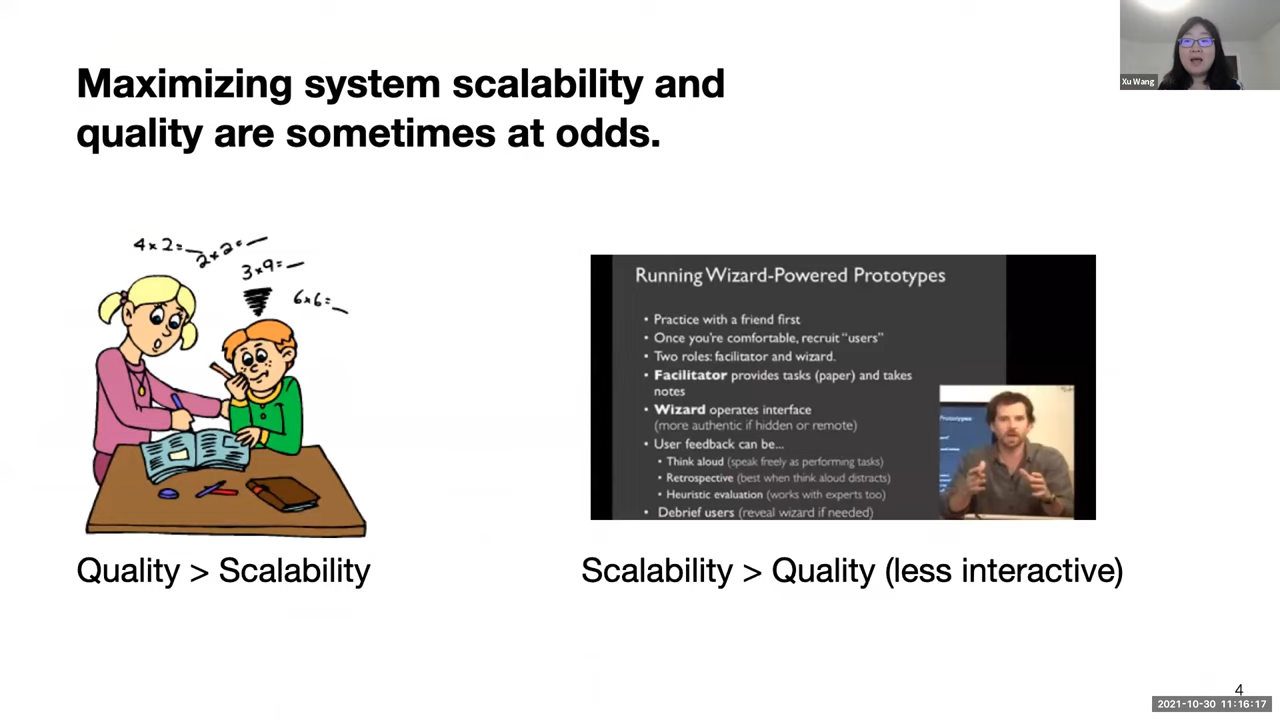 Maximizing system scalability and
quality are sometimes at odds.
Xu Wang
4×2=_
2×2=_
3×9=_
6×6=_
Running Wizard-Powered Prototypes
• Practice with a friend first
• Once you're comfortable, recruit "users"
• Two roles: facilitator and wizard.
• Facilitator provides tasks (paper) and takes
notes
• Wizard operates interface
(more authentic if hidden or remote)
• User feedback can be...
• Think aloud (speak freely as performing tasks)
• Retrospective (best when think aloud distracts)
• Heuristic evaluation (works with experts too)
• Debrief users (reveal wizard if needed)
Prototypes
Quality > Scalability
Scalability > Quality (less interactive)
4
2021-10-30 11:16:17